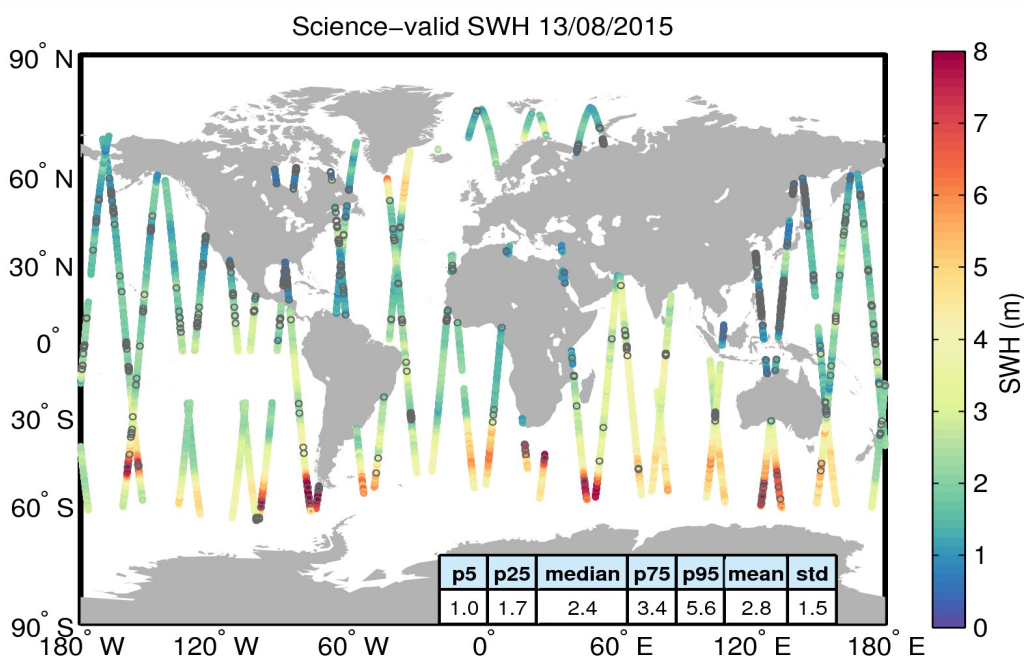 Science−valid SWH 13/08/2015
90° N
60° N
30° N
0°
30° S
60° S
90° S
180° W
120° W
60° W
0°
60° E
120° E
180° E
p5 p25 median p75 p95 mean std
1.0 1.7 2.4 3.4 5.6 2.8 1.5
8
7
6
5
4
3
2
1
0
SWH (m)